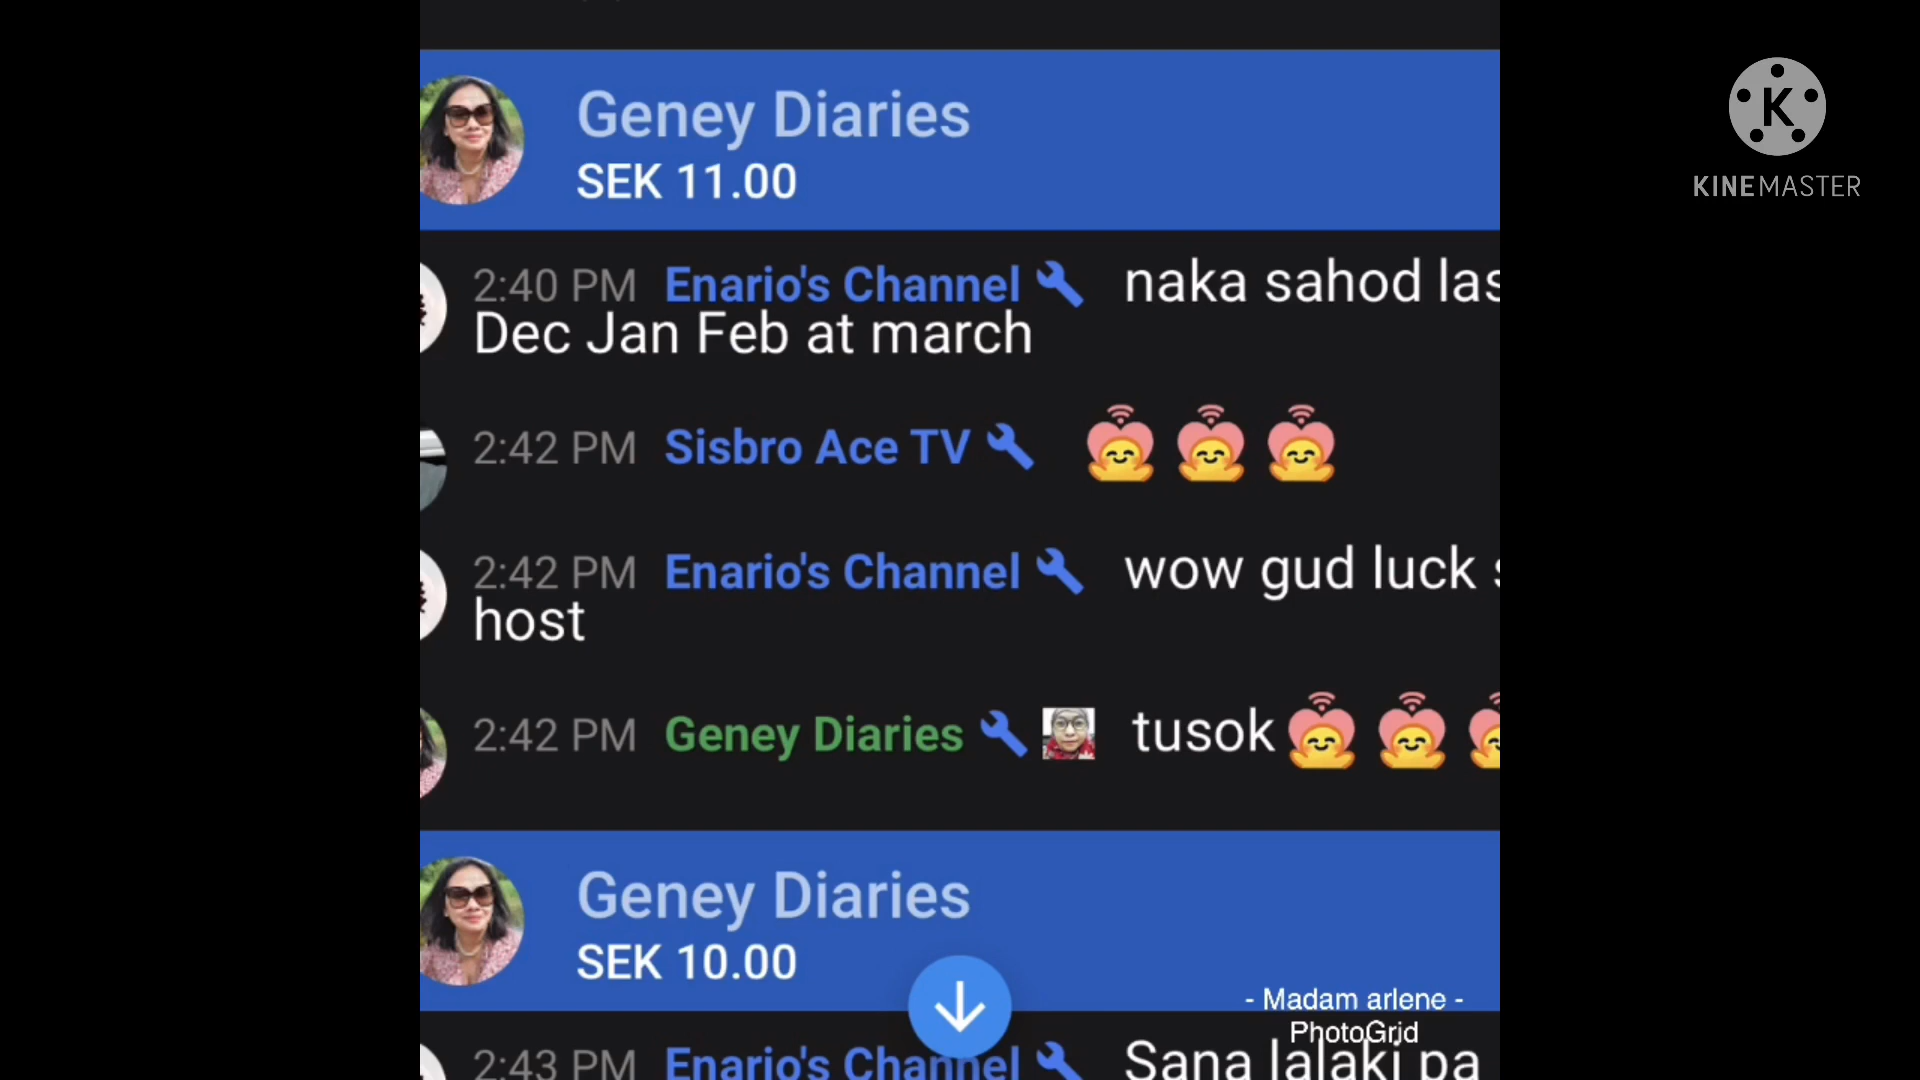 Geney Diaries
SEK 11.00
2:40 PM Enario's Channel naka sahod las
Dec Jan Feb at march
2:42 PM Sisbro Ace TV
2:42 PM Enario's Channel wow gud luck s
host
2:42 PM Geney Diaries tusok
Geney Diaries
SEK 10.00
2:43 PM Enario's Channel Sana lalaki pa
- Madam arlene -
PhotoGrid
K
KINEMASTER